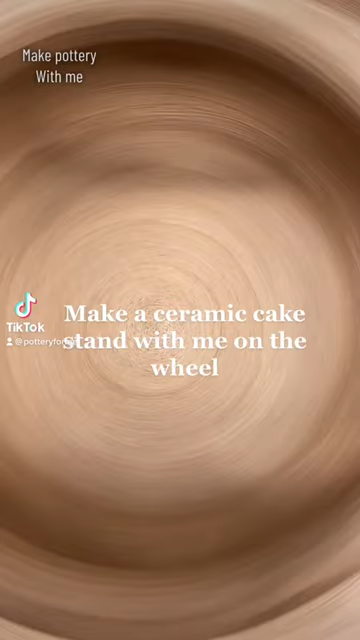 Make pottery
With me
Make a ceramic cake
TikTok
stand with me on the
wheel